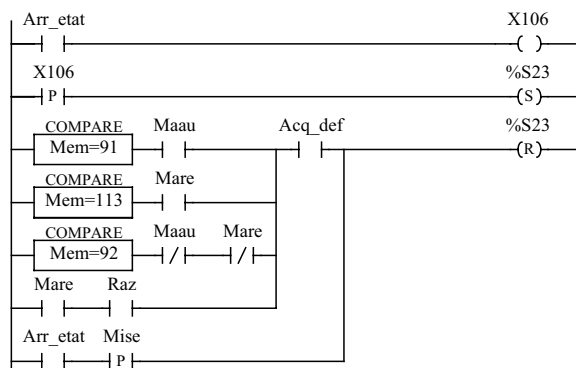 Arr_etat X106
X106 %S23
P S
COMPARE Maau Acq_def %S23
Mem=91 R
COMPARE Mare
Mem=113
COMPARE Maau Mare
Mem=92
Mare Raz
Arr_etat Mise
P